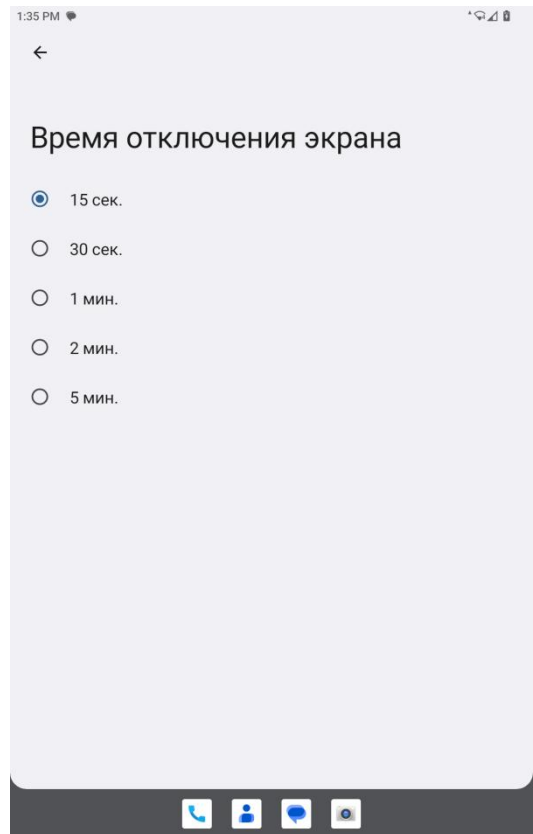 1:35 PM
Время отключения экрана
15 сек.
30 сек.
1 мин.
2 мин.
5 мин.